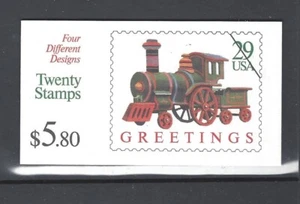 Four
Different
Designs
Twenty
Stamps
$5.80
29
USA
GREETINGS